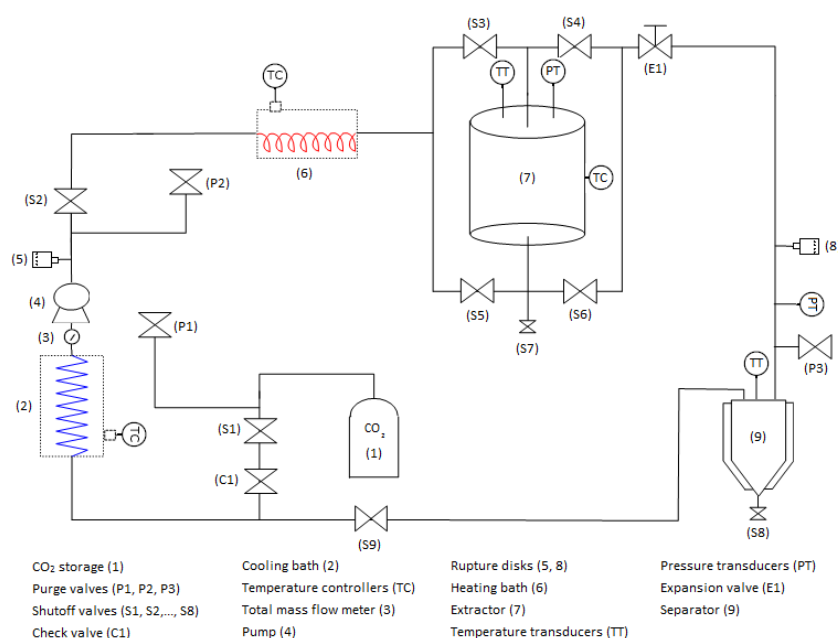 (S3)
(S4)
TC
TT
PT
(E1)
(6)
(7)
TC
(P2)
(S2)
(5)
(8
(4)
(S5)
(S6)
PT
(P1)
(3)
(S7)
TT
(P3)
(2)
(S1)
CO2
(1)
TC
(9)
(C1)
(S9)
(S8)
CO2 storage (1)
Cooling bath (2)
Rupture disks (5, 8)
Pressure transducers (PT)
Purge valves (P1, P2, P3)
Temperature controllers (TC)
Heating bath (6)
Expansion valve (E1)
Shutoff valves (S1, S2,..., S8)
Total mass flow meter (3)
Extractor (7)
Separator (9)
Check valve (C1)
Pump (4)
Temperature transducers (TT)